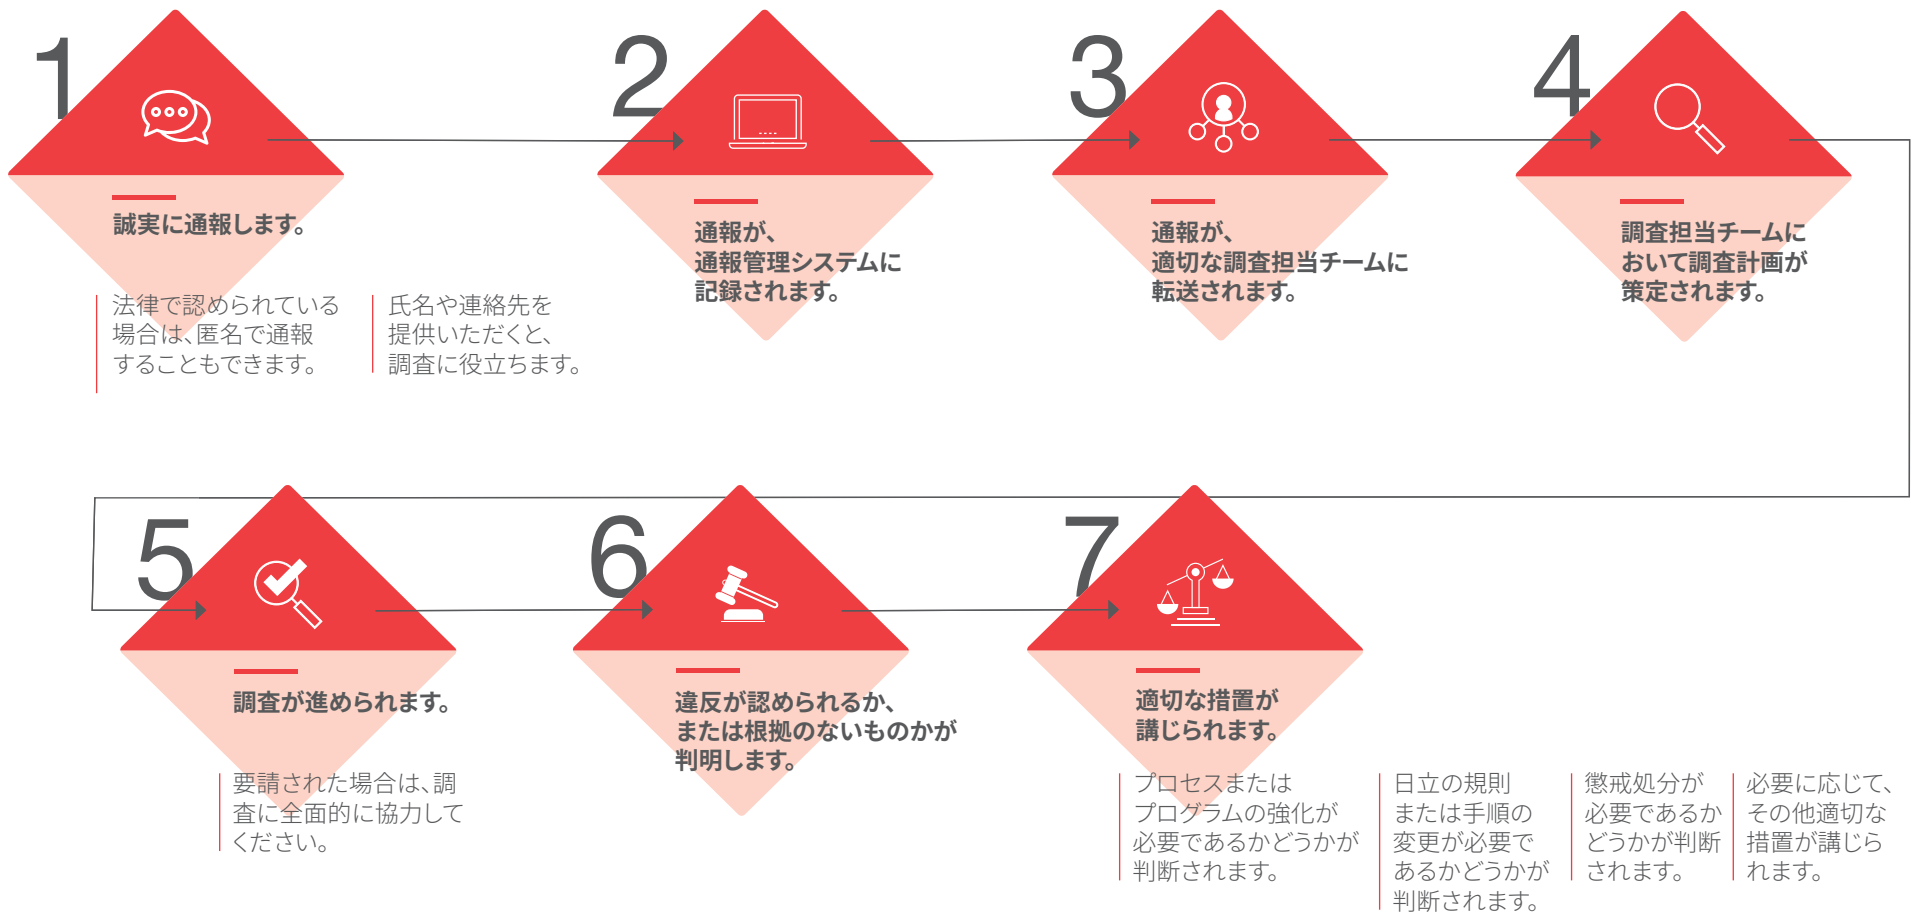 1
誠実に通報します。
法律で認められている
場合は、匿名で通報
することもできます。
氏名や連絡先を
提供いただくと、
調査に役立ちます。
2
通報が、
通報管理システムに
記録されます。
3
通報が、
適切な調査担当チームに
転送されます。
4
調査担当チームに
おいて調査計画が
策定されます。
5
調査が進められます。
要請された場合は、調
査に全面的に協力して
ください。
6
違反が認められるか、
または根拠のないものかが
判明します。
7
適切な措置が
講じられます。
プロセスまたは
プログラムの強化が
必要であるかどうかが
判断されます。
日立の規則
または手順の
変更が必要で
あるかどうかが
判断されます。
懲戒処分が
必要であるか
どうかが判断
されます。
必要に応じて、
その他適切な
措置が講じら
れます。